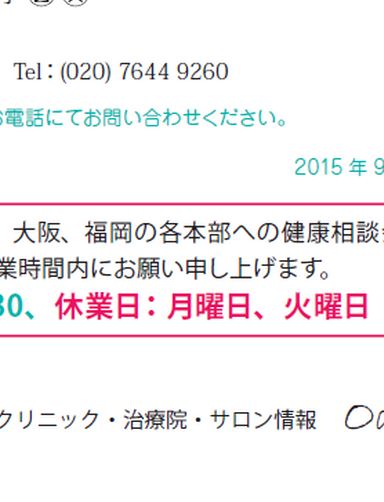 Tel：(020) 7644 9260
お電話にてお問い合わせください。
2015 年 9
大阪、福岡の各本部への健康相談会
業時間内にお願い申し上げます。
30、休業日：月曜日、火曜日
クリニック・治療院・サロン情報